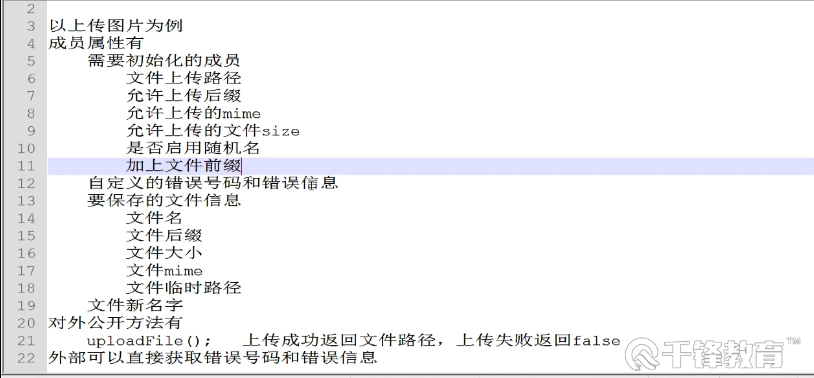 2
3 以上传图片为例
4 成员属性有
5 需要初始化的成员
6 文件上传路径
7 允许上传后缀
8 允许上传的mime
9 允许上传的文件size
10 是否启用随机名
11 加上文件前缀
12 自定义的错误号码和错误信息
13 要保存的文件信息
14 文件名
15 文件后缀
16 文件大小
17 文件mime
18 文件临时路径
19 文件新名字
20 对外公开方法有
21 uploadFile(); 上传成功返回文件路径，上传失败返回false
22 外部可以直接获取错误号码和错误信息
千锋教育™